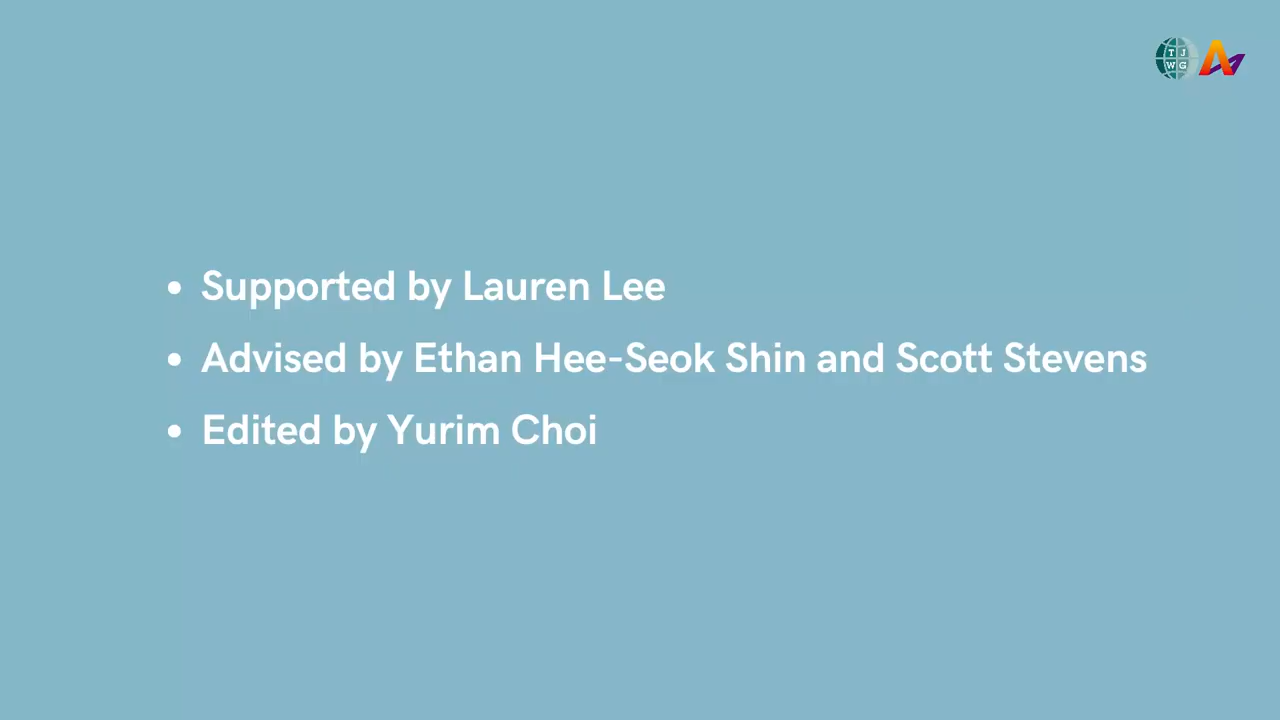 T J
W G
• Supported by Lauren Lee
• Advised by Ethan Hee-Seok Shin and Scott Stevens
• Edited by Yurim Choi